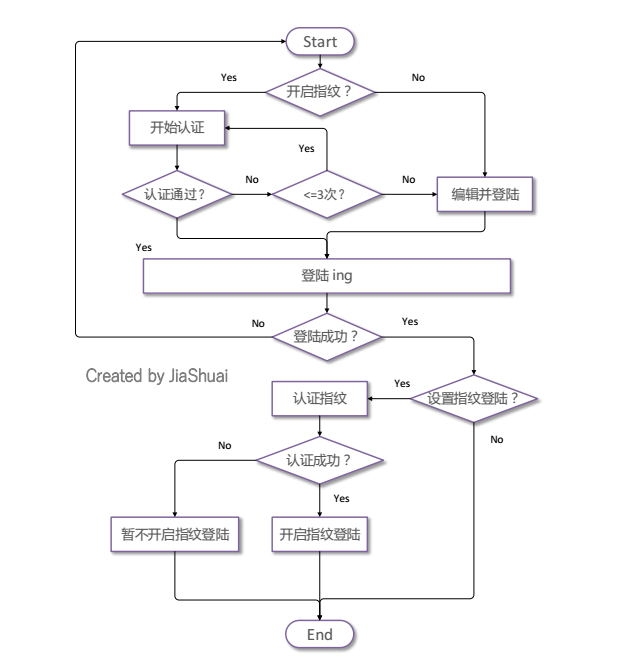 Start
Yes
No
开启指纹？
开始认证
Yes
认证通过？
No
<=3次？
No
编辑并登陆
Yes
登陆 ing
No
登陆成功？
Yes
Created by JiaShuai
认证指纹
Yes
设置指纹登陆？
No
No
认证成功？
Yes
暂不开启指纹登陆
开启指纹登陆
End